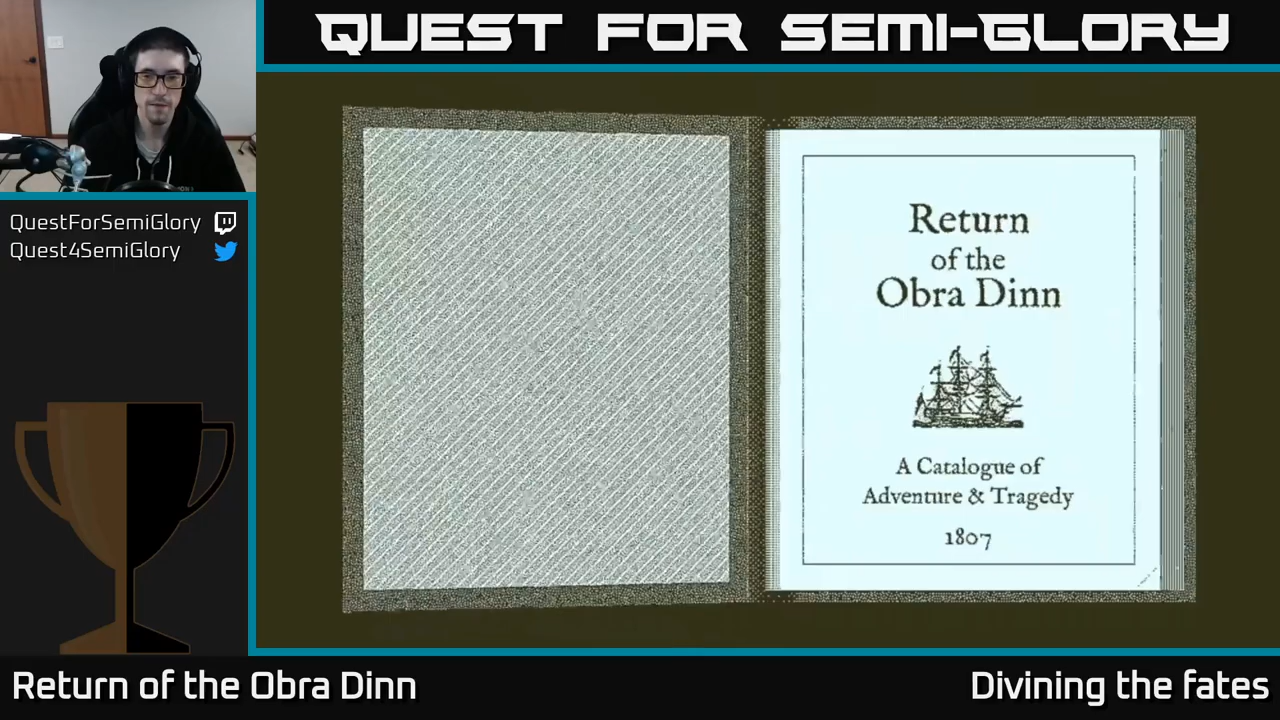 QUEST FOR SEMI-GLORY
QuestForSemiGlory
Quest4SemiGlory
Return
of the
Obra Dinn
A Catalogue of
Adventure & Tragedy
1807
Return of the Obra Dinn
Divining the fates